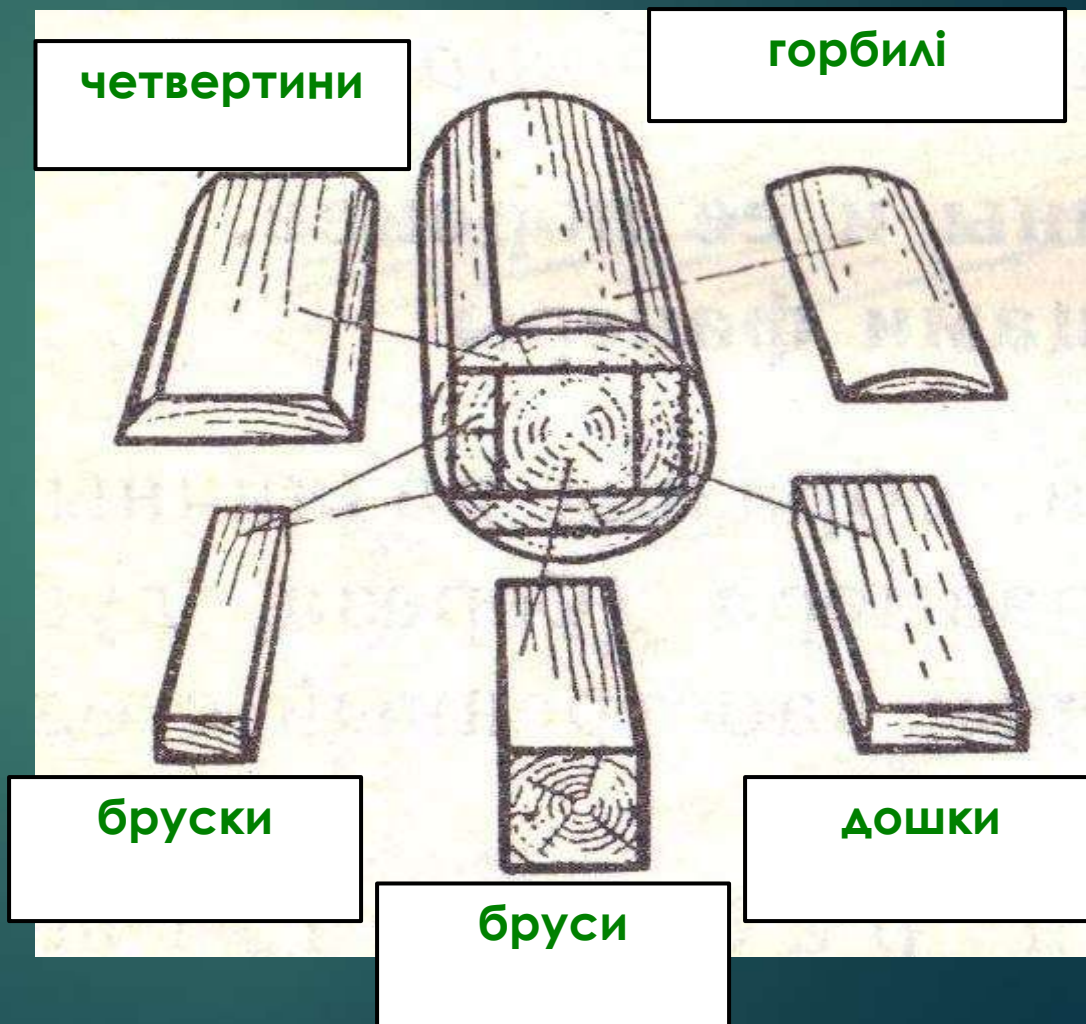 четвертини
горбилі
бруски
дошки
бруси